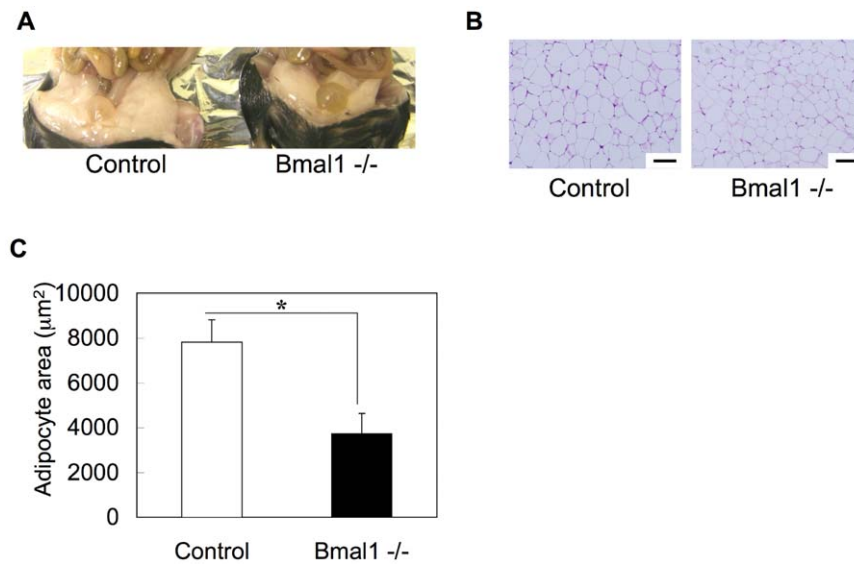 A
Control
Bmal1 -/-
B
Control
Bmal1 -/-
C
Adipocyte area (μm²)
10000
8000
6000
4000
2000
0
*
Control
Bmal1 -/-